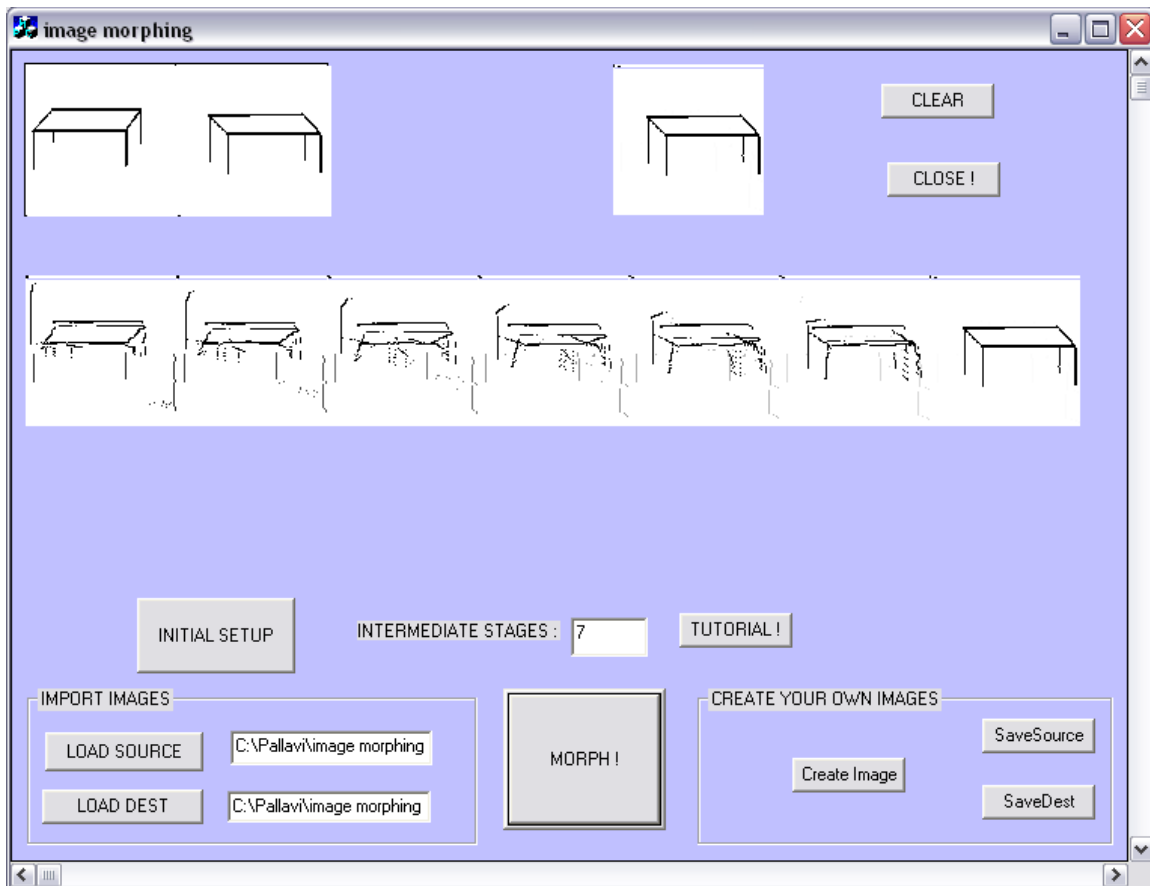 image morphing
CLEAR
CLOSE !
INITIAL SETUP
INTERMEDIATE STAGES :
7
TUTORIAL !
IMPORT IMAGES
LOAD SOURCE
C:\Pallavi\image morphing
LOAD DEST
C:\Pallavi\image morphing
MORPH !
CREATE YOUR OWN IMAGES
SaveSource
Create Image
SaveDest